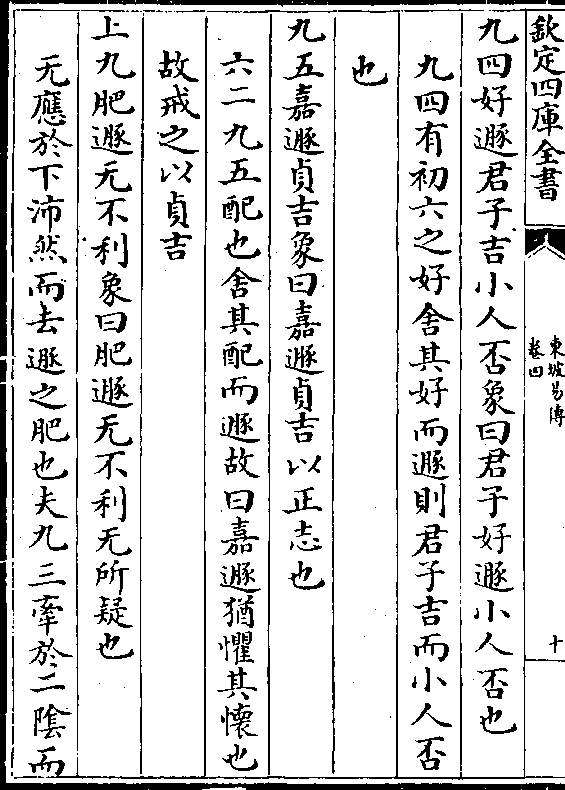 欽定四庫全書
東坡易傳
卷四
十
九四好遯君子吉小人否象曰君子好遯小人否也
九四有初六之好舍其好而遯則君子吉而小人否
也
九五嘉遯貞吉象曰嘉遯貞吉以正志也
六二九五配也舍其配而遯故曰嘉遯猶懼其懷也
故戒之以貞吉
上九肥遯无不利象曰肥遯无不利无所疑也
无應於下沛然而去遯之肥也夫九三牽於二陰而